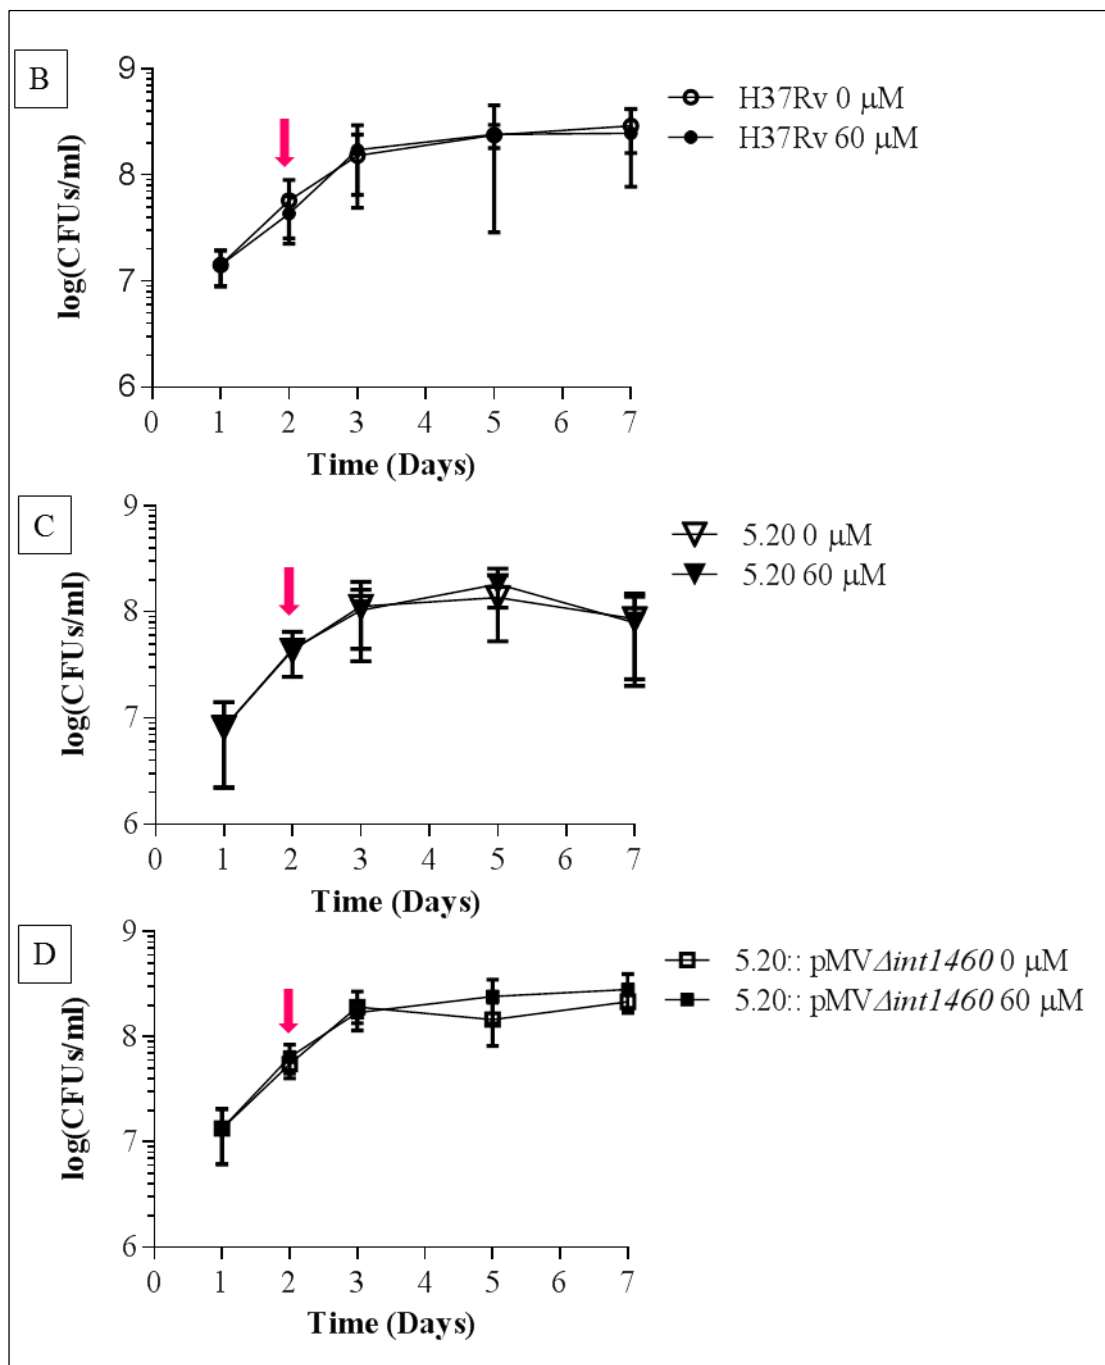 B
9
8
7
6
log(CFUs/ml)
0 1 2 3 4 5 6 7
Time (Days)
H37Rv 0 µM
H37Rv 60 µM
C
9
8
7
6
log(CFUs/ml)
0 1 2 3 4 5 6 7
Time (Days)
5.20 0 µM
5.20 60 µM
D
9
8
7
6
log(CFUs/ml)
0 1 2 3 4 5 6 7
Time (Days)
5.20:: pMVΔint1460 0 µM
5.20:: pMVΔint1460 60 µM